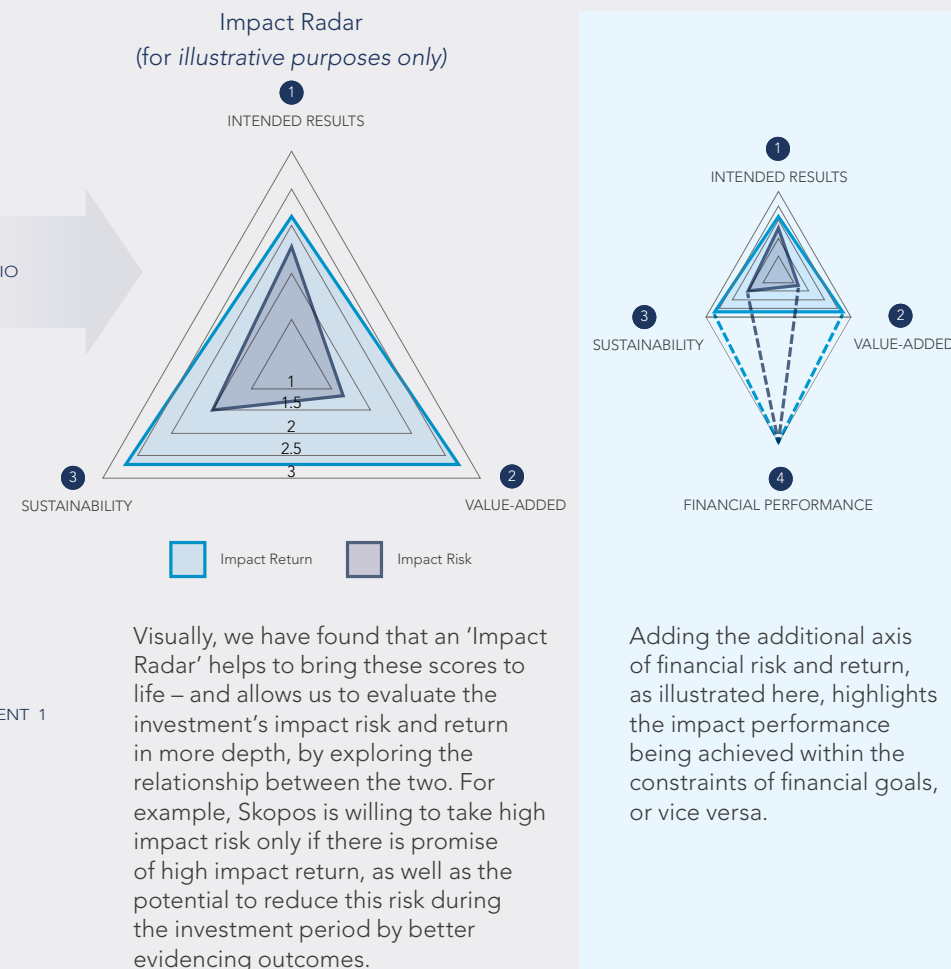 Impact Radar
(for illustrative purposes only)
1
INTENDED RESULTS
1
1.5
2
2.5
3
3
SUSTAINABILITY
2
VALUE-ADDED
Impact Return
Impact Risk
IO
ENT 1
Visually, we have found that an ‘Impact
Radar’ helps to bring these scores to
life – and allows us to evaluate the
investment’s impact risk and return
in more depth, by exploring the
relationship between the two. For
example, Skopos is willing to take high
impact risk only if there is promise
of high impact return, as well as the
potential to reduce this risk during
the investment period by better
evidencing outcomes.
1
INTENDED RESULTS
3
SUSTAINABILITY
2
VALUE-ADDED
4
FINANCIAL PERFORMANCE
Adding the additional axis
of financial risk and return,
as illustrated here, highlights
the impact performance
being achieved within the
constraints of financial goals,
or vice versa.